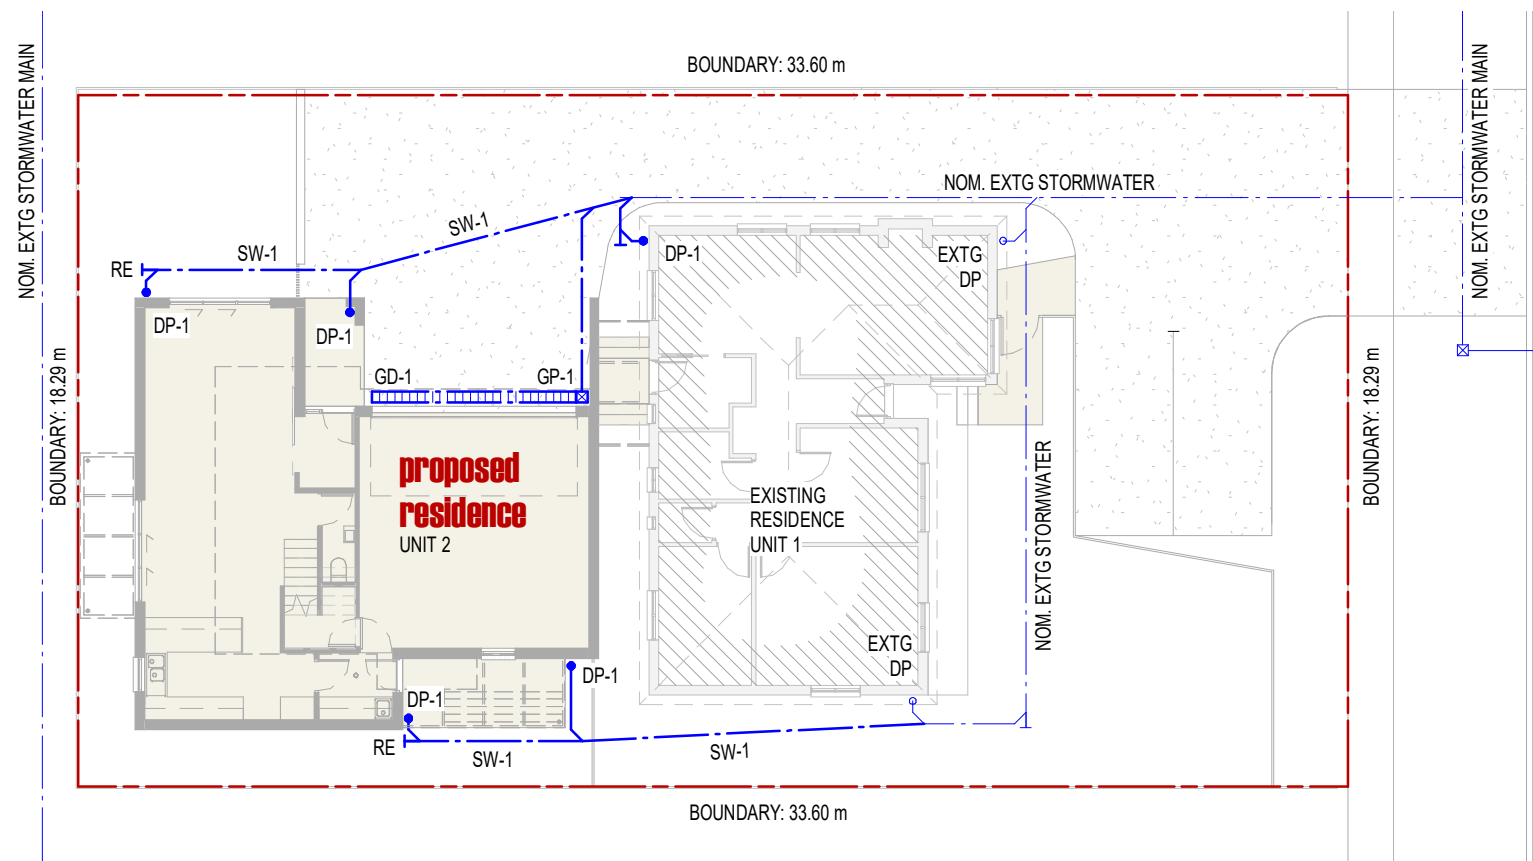 BOUNDARY: 33.60 m
NOM. EXTG STORMWATER MAIN
NOM. EXTG STORMWATER MAIN
NOM. EXTG STORMWATER
SW-1
SW-1
RE
DP-1
EXTG
DP
DP-1
DP-1
GD-1
GP-1
BOUNDARY: 18.29 m
BOUNDARY: 18.29 m
proposed
residence
UNIT 2
EXISTING
RESIDENCE
UNIT 1
NOM. EXTG STORMWATER
EXTG
DP
DP-1
DP-1
RE
SW-1
SW-1
BOUNDARY: 33.60 m